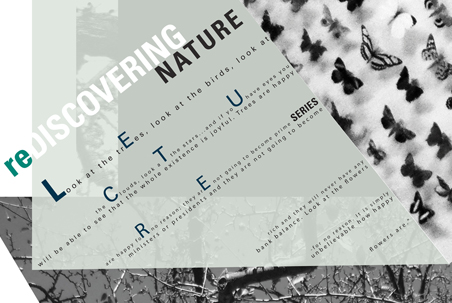 reDISCOVERING
NATURE
Look at the trEes, look at the birds, look at
the Clouds, look aT the stars...and if yoU have eyes you
will be able to see that the whole existence is joyful. Trees are happy
are happy foR no reason; they arE not going to become prime
SERIES
ministers or presidents and they are not going to become
rich and they will never have any
bank balance. Look at the flowers
-for no reason. It is simply
unbelievable how happy
flowers are.